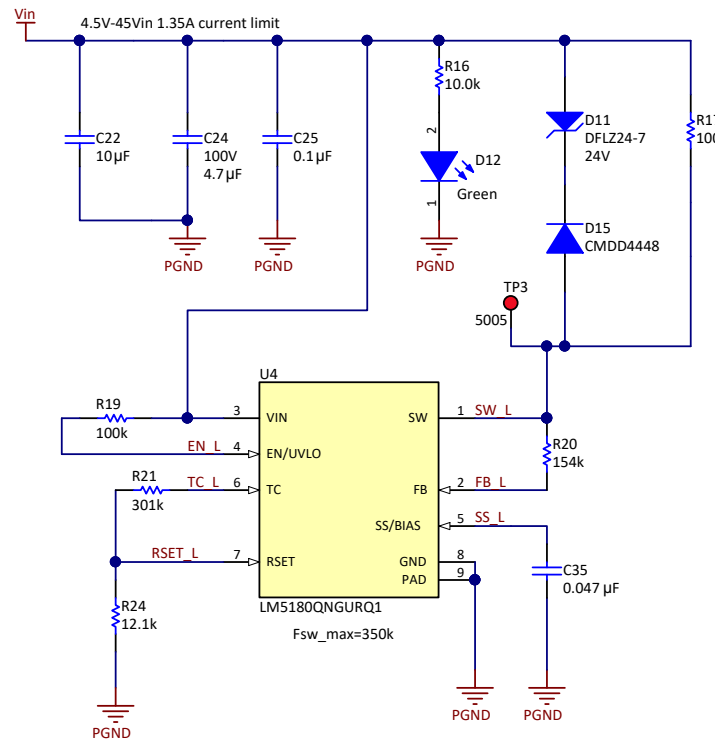 Vin
4.5V-45Vin 1.35A current limit
C22
10µF
C24
100V
4.7µF
C25
0.1µF
R16
10.0k
2
D12
Green
1
D11
DFLZ24-7
24V
D15
CMDD4448
PGND
PGND
PGND
TP3
5005
U4
R19
100k
3
VIN
SW
1
SW_L
EN_L
4
EN/UVLO
R20
154k
R21
301k
TC_L
6
TC
FB
2
FB_L
SS/BIAS
5
SS_L
RSET_L
7
RSET
GND
8
PAD
9
C35
0.047µF
R24
12.1k
LM5180QNGURQ1
Fsw_max=350k
PGND
PGND
PGND